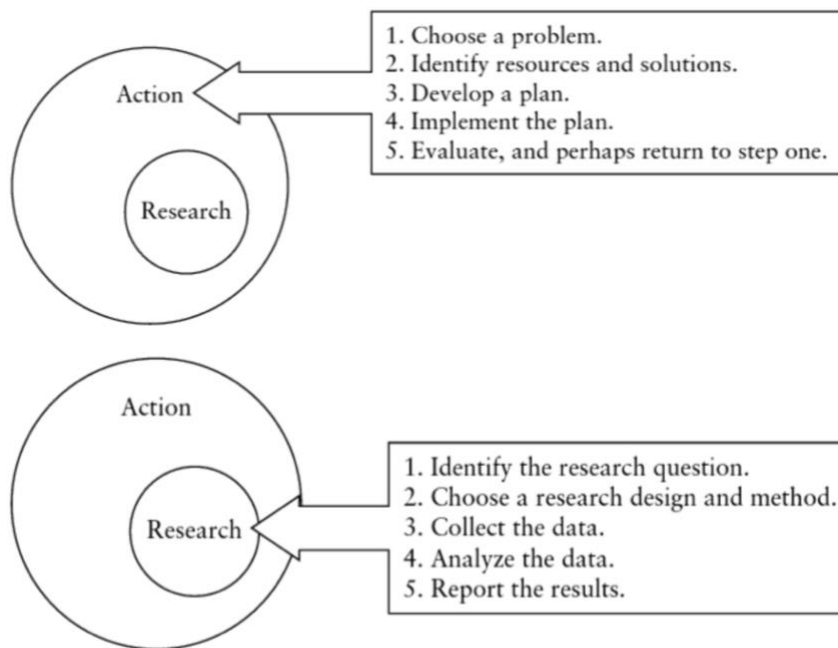 1. Choose a problem.
2. Identify resources and solutions.
3. Develop a plan.
4. Implement the plan.
5. Evaluate, and perhaps return to step one.
Action
Research
Action
Research
1. Identify the research question.
2. Choose a research design and method.
3. Collect the data.
4. Analyze the data.
5. Report the results.